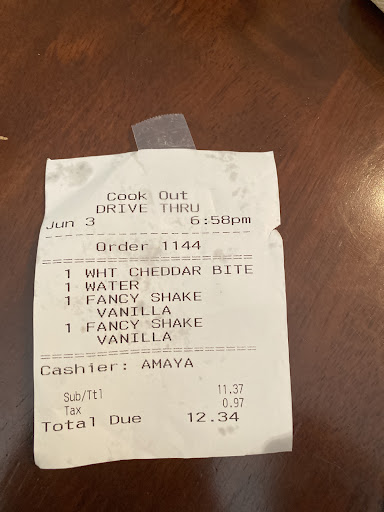 Cook Out
DRIVE THRU
Jun 3 6:58pm
Order 1144
1 WHT CHEDDAR BITE
1 WATER
1 FANCY SHAKE
VANILLA
1 FANCY SHAKE
VANILLA
Cashier: AMAYA
Sub/Ttl 11.37
Tax 0.97
Total Due 12.34